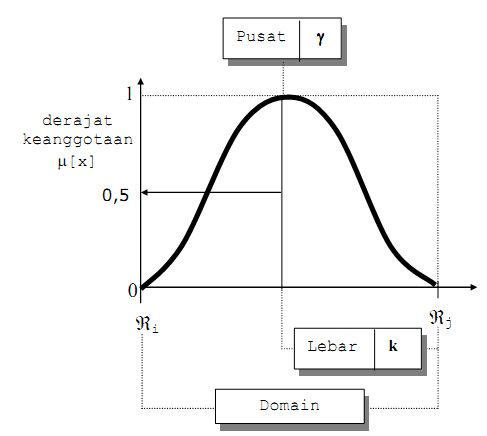 Pusat γ
1
derajat
keanggotaan
μ[x]
0,5
0
ℜi
ℜj
Lebar k
Domain